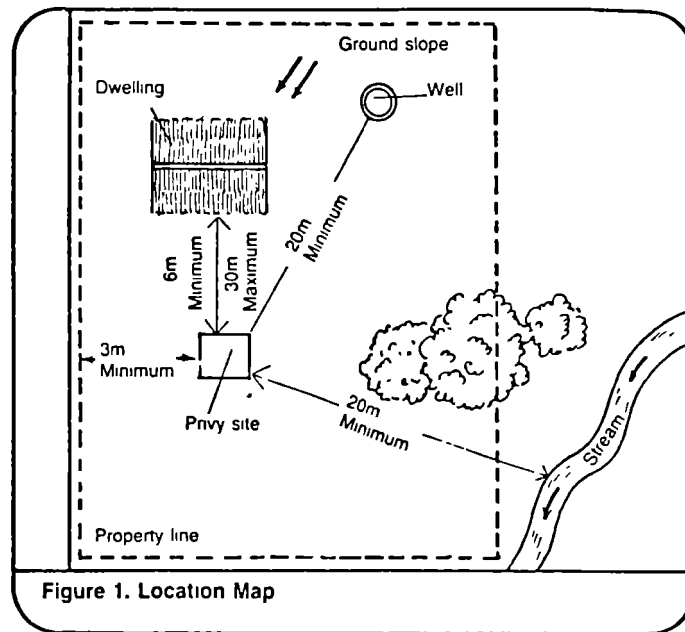 Ground slope
Well
Dwelling
20m
Minimum
6m
Minimum
30m
Maximum
3m
Minimum
Privy site
20m
Minimum
Stream
Property line
Figure 1. Location Map